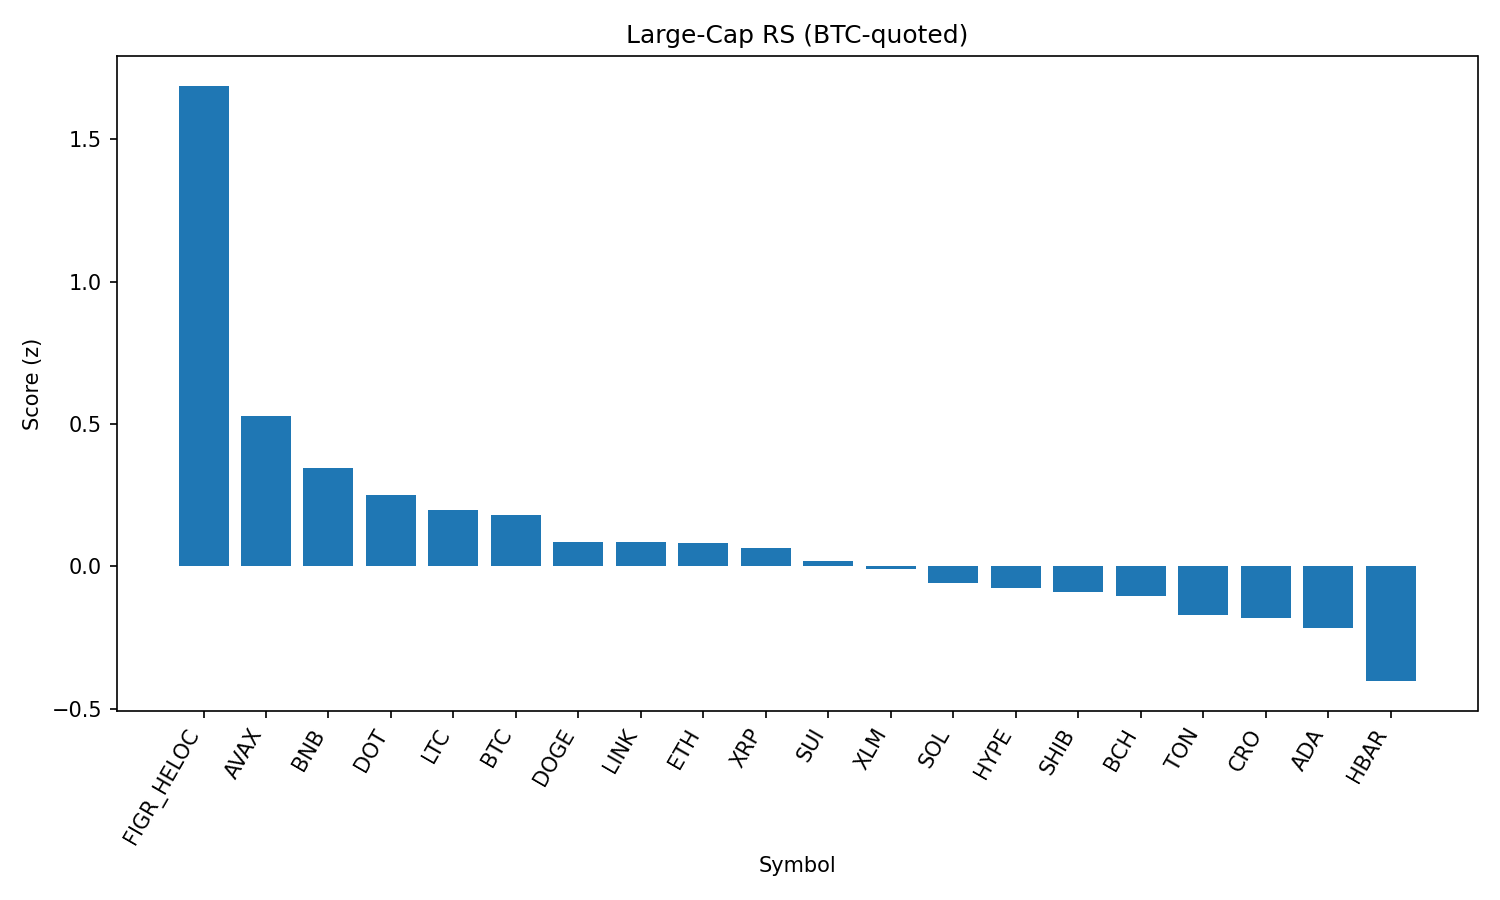 Large-Cap RS (BTC-quoted)
Score (z)
1.5
1.0
0.5
0.0
−0.5
FIGR_HELOC
AVAX
BNB
DOT
LTC
BTC
DOGE
LINK
ETH
XRP
SUI
XLM
SOL
HYPE
SHIB
BCH
TON
CRO
ADA
HBAR
Symbol